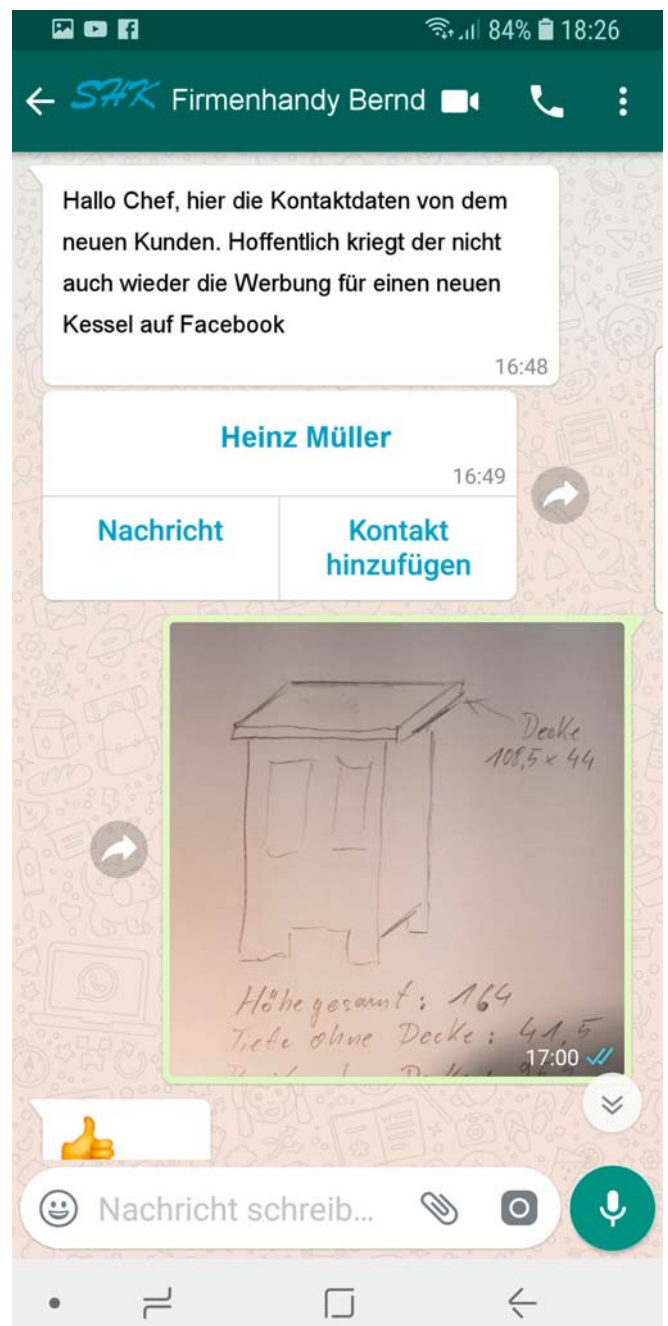 84% 18:26
SHK Firmenhandy Bernd
Hallo Chef, hier die Kontaktdaten von dem
neuen Kunden. Hoffentlich kriegt der nicht
auch wieder die Werbung für einen neuen
Kessel auf Facebook
16:48
Heinz Müller
16:49
Nachricht
Kontakt
hinzufügen
Decke
108,5 x 44
Höhe gesamt: 164
Tiefe ohne Decke: 41,5
17:00
Nachricht schreib...